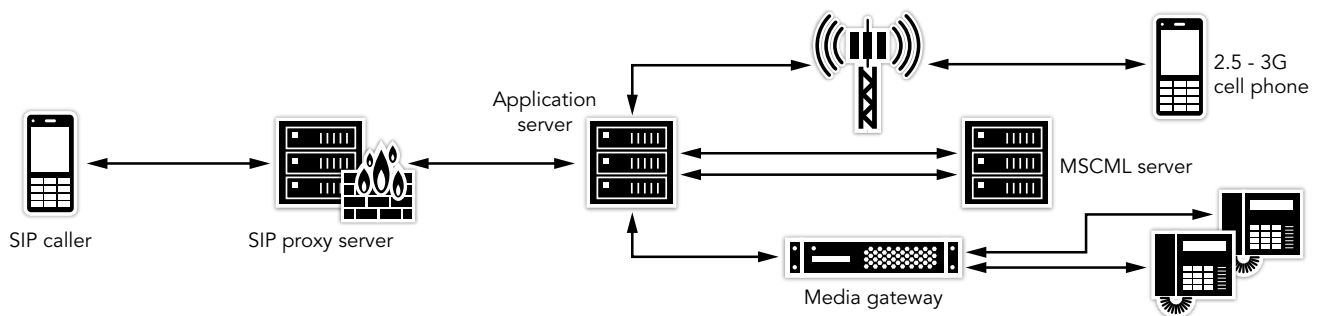 2.5 - 3G
cell phone
Application
server
MSCML server
SIP caller
SIP proxy server
Media gateway